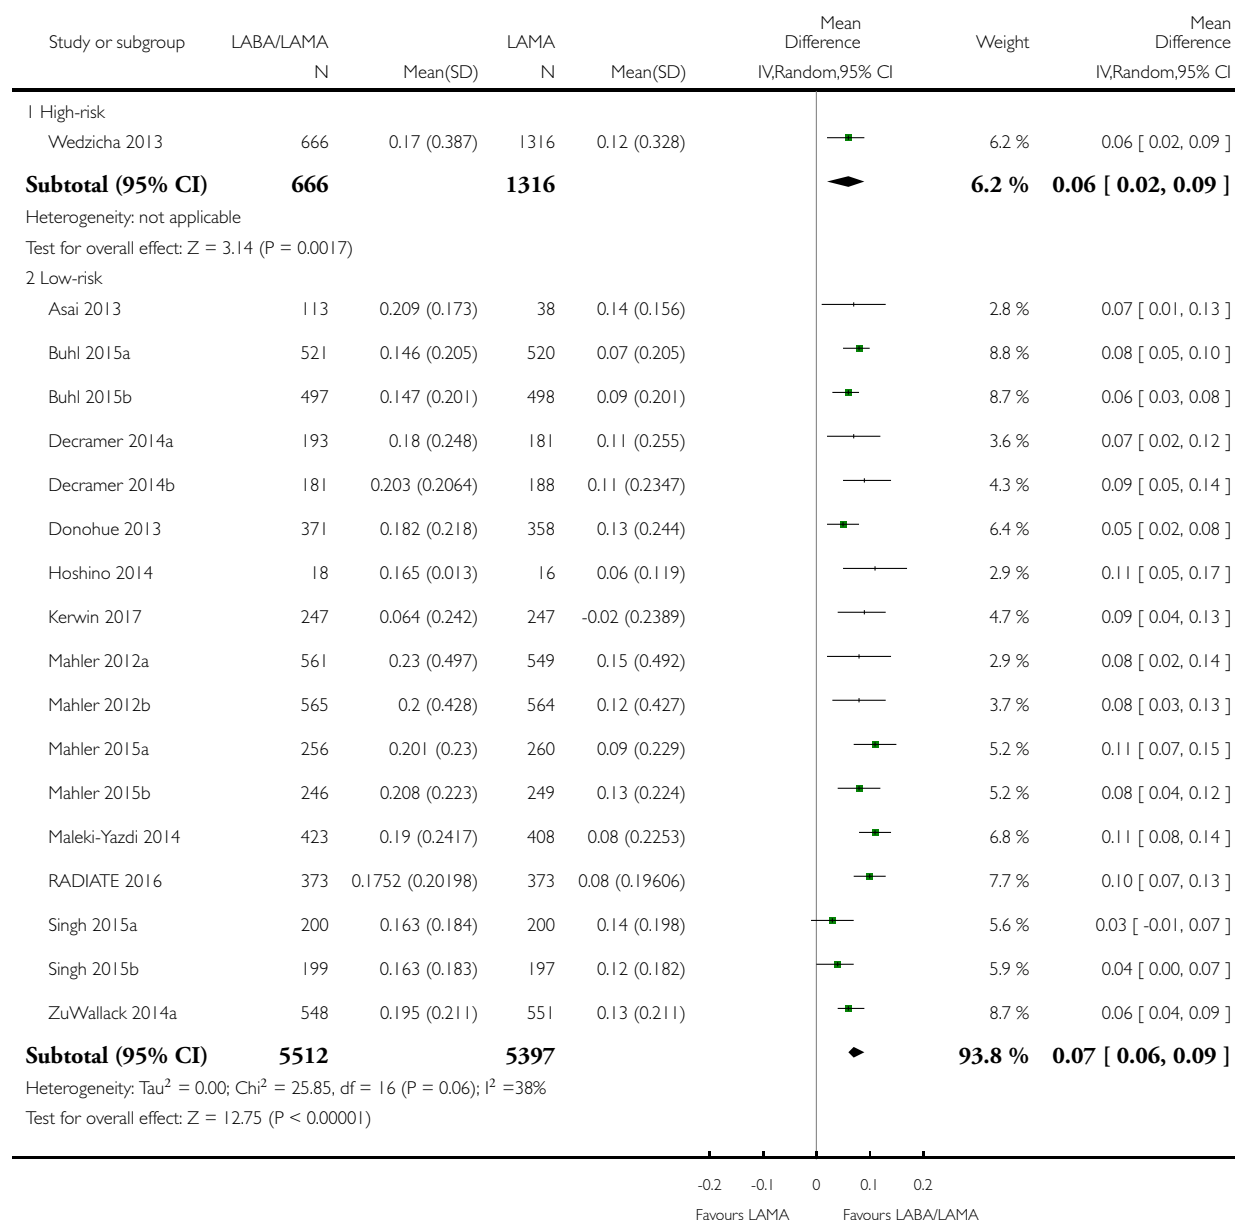 Study or subgroup LABA/LAMA LAMA Mean Difference Weight Mean Difference
N Mean(SD) N Mean(SD) IV,Random,95% CI IV,Random,95% CI
1 High-risk
Wedzicha 2013 666 0.17 (0.387) 1316 0.12 (0.328) 6.2 % 0.06 [ 0.02, 0.09 ]
Subtotal (95% CI) 666 1316 6.2 % 0.06 [ 0.02, 0.09 ]
Heterogeneity: not applicable
Test for overall effect: Z = 3.14 (P = 0.0017)
2 Low-risk
Asai 2013 113 0.209 (0.173) 38 0.14 (0.156) 2.8 % 0.07 [ 0.01, 0.13 ]
Buhl 2015a 521 0.146 (0.205) 520 0.07 (0.205) 8.8 % 0.08 [ 0.05, 0.10 ]
Buhl 2015b 497 0.147 (0.201) 498 0.09 (0.201) 8.7 % 0.06 [ 0.03, 0.08 ]
Decramer 2014a 193 0.18 (0.248) 181 0.11 (0.255) 3.6 % 0.07 [ 0.02, 0.12 ]
Decramer 2014b 181 0.203 (0.2064) 188 0.11 (0.2347) 4.3 % 0.09 [ 0.05, 0.14 ]
Donohue 2013 371 0.182 (0.218) 358 0.13 (0.244) 6.4 % 0.05 [ 0.02, 0.08 ]
Hoshino 2014 18 0.165 (0.013) 16 0.06 (0.119) 2.9 % 0.11 [ 0.05, 0.17 ]
Kerwin 2017 247 0.064 (0.242) 247 -0.02 (0.2389) 4.7 % 0.09 [ 0.04, 0.13 ]
Mahler 2012a 561 0.23 (0.497) 549 0.15 (0.492) 2.9 % 0.08 [ 0.02, 0.14 ]
Mahler 2012b 565 0.2 (0.428) 564 0.12 (0.427) 3.7 % 0.08 [ 0.03, 0.13 ]
Mahler 2015a 256 0.201 (0.23) 260 0.09 (0.229) 5.2 % 0.11 [ 0.07, 0.15 ]
Mahler 2015b 246 0.208 (0.223) 249 0.13 (0.224) 5.2 % 0.08 [ 0.04, 0.12 ]
Maleki-Yazdi 2014 423 0.19 (0.2417) 408 0.08 (0.2253) 6.8 % 0.11 [ 0.08, 0.14 ]
RADIATE 2016 373 0.1752 (0.20198) 373 0.08 (0.19606) 7.7 % 0.10 [ 0.07, 0.13 ]
Singh 2015a 200 0.163 (0.184) 200 0.14 (0.198) 5.6 % 0.03 [ -0.01, 0.07 ]
Singh 2015b 199 0.163 (0.183) 197 0.12 (0.182) 5.9 % 0.04 [ 0.00, 0.07 ]
ZuWallack 2014a 548 0.195 (0.211) 551 0.13 (0.211) 8.7 % 0.06 [ 0.04, 0.09 ]
Subtotal (95% CI) 5512 5397 93.8 % 0.07 [ 0.06, 0.09 ]
Heterogeneity: Tau² = 0.00; Chi² = 25.85, df = 16 (P = 0.06); I² =38%
Test for overall effect: Z = 12.75 (P < 0.00001)
-0.2 -0.1 0 0.1 0.2
Favours LAMA Favours LABA/LAMA